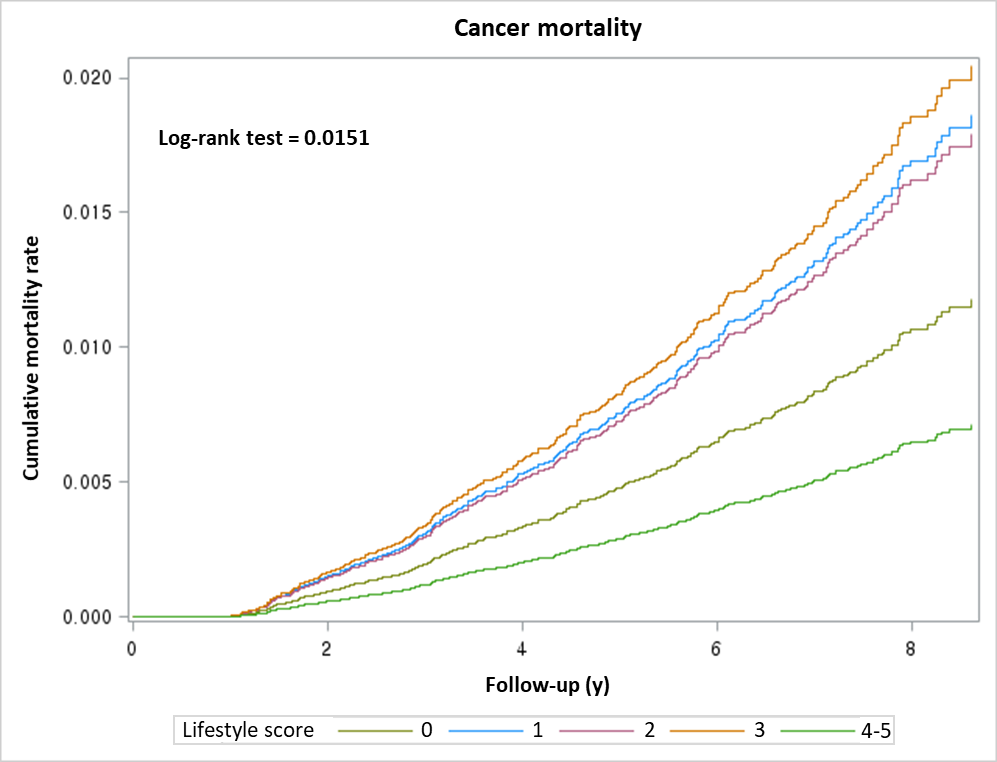 Cancer mortality
0.020
Log-rank test = 0.0151
0.015
0.010
0.005
0.000
Cumulative mortality rate
0 2 4 6 8
Follow-up (y)
Lifestyle score 0 1 2 3 4-5